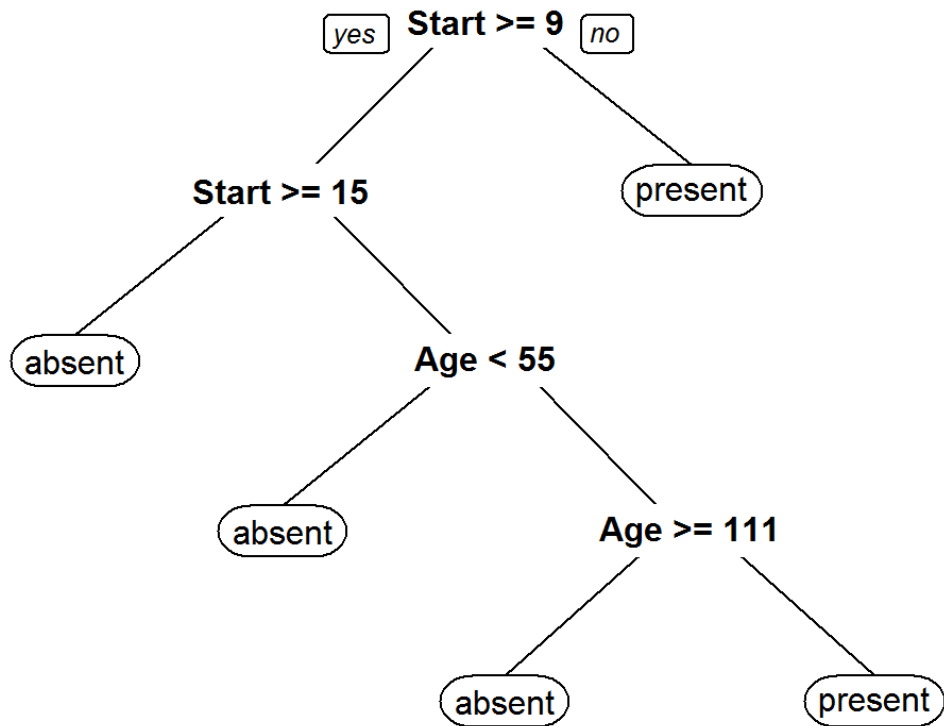 yes Start >= 9 no
Start >= 15
present
absent
Age < 55
absent
Age >= 111
absent
present